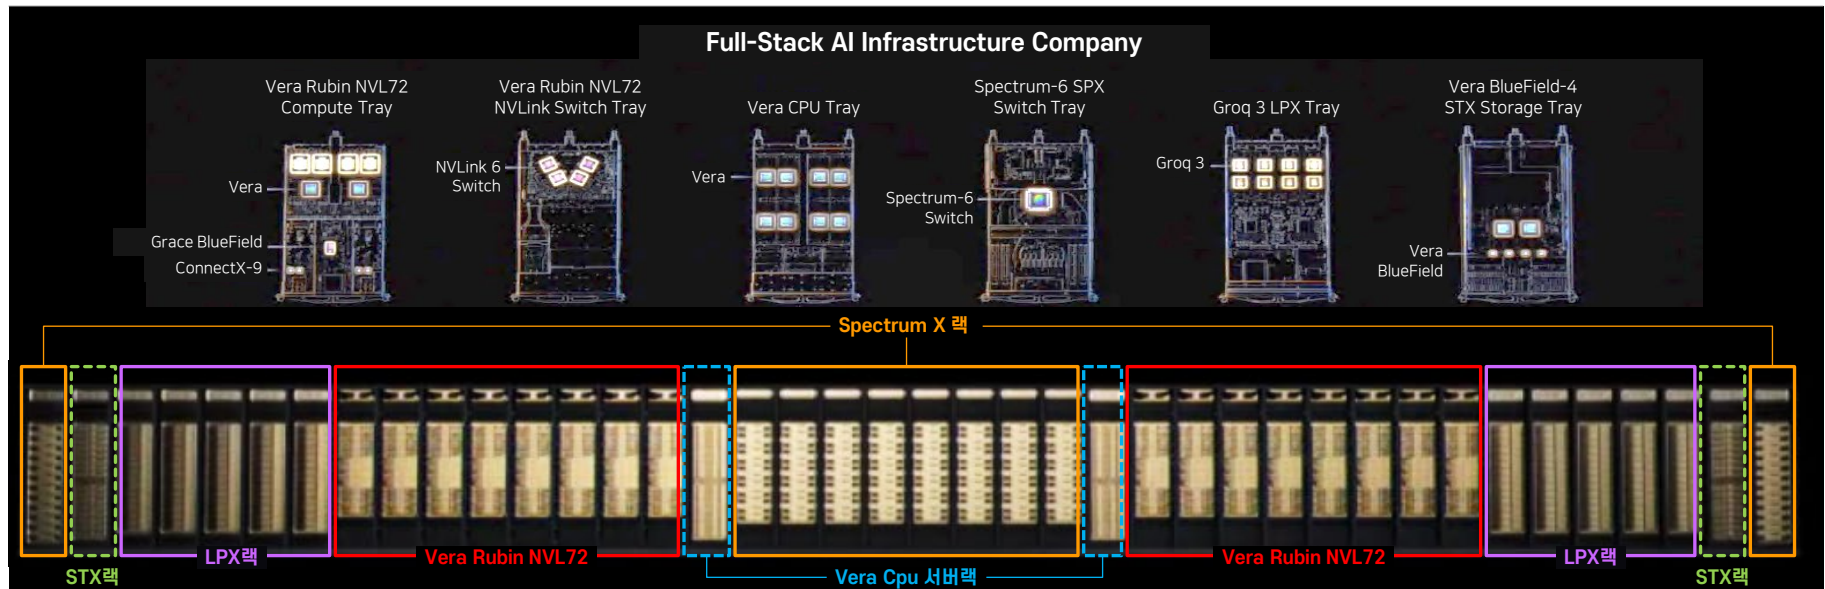 Full-Stack AI Infrastructure Company
Vera Rubin NVL72
Compute Tray
Vera Rubin NVL72
NVLink Switch Tray
Vera CPU Tray
Spectrum-6 SPX
Switch Tray
Groq 3 LPX Tray
Vera BlueField-4
STX Storage Tray
Vera
Grace BlueField
ConnectX-9
NVLink 6
Switch
Vera
Spectrum-6
Switch
Groq 3
Vera
BlueField
Spectrum X 랙
STX랙
LPX랙
Vera Rubin NVL72
Vera Cpu 서버랙
Vera Rubin NVL72
LPX랙
STX랙